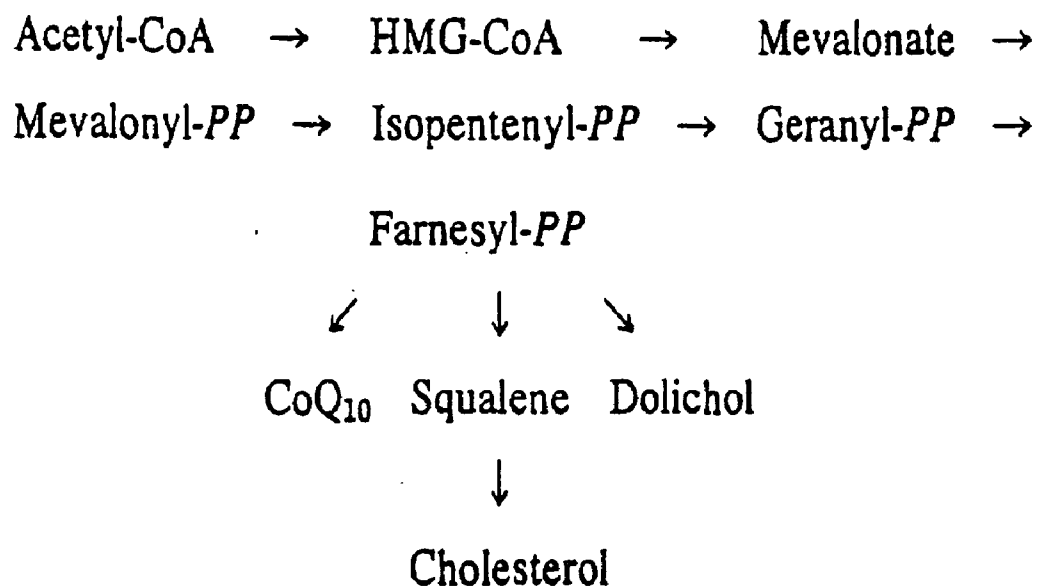 Acetyl-CoA → HMG-CoA → Mevalonate →
Mevalonyl-PP → Isopentenyl-PP → Geranyl-PP →
Farnesyl-PP
↙ ↓ ↘
CoQ₁₀ Squalene Dolichol
↓
Cholesterol